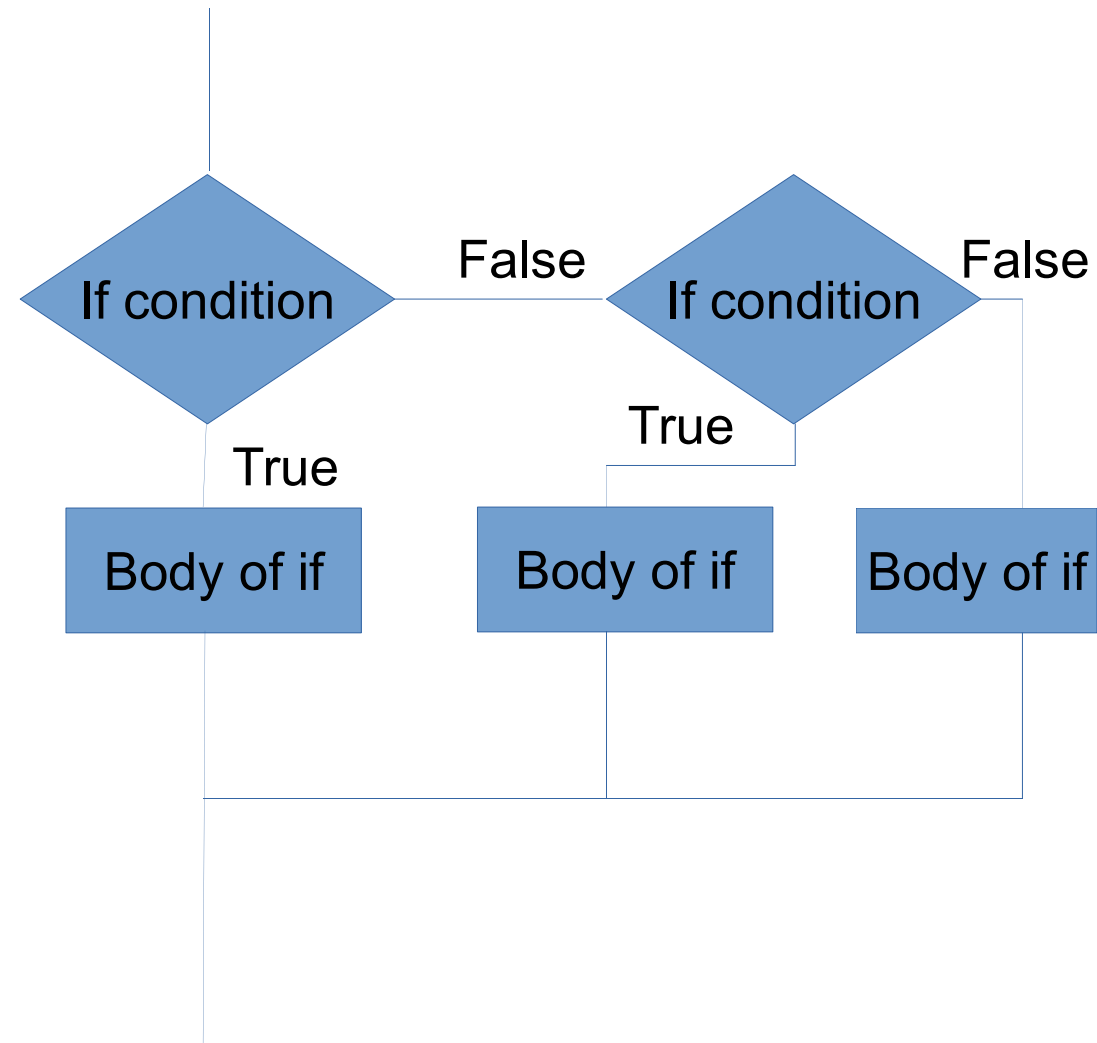 False
False
If condition
If condition
True
True
Body of if
Body of if
Body of if